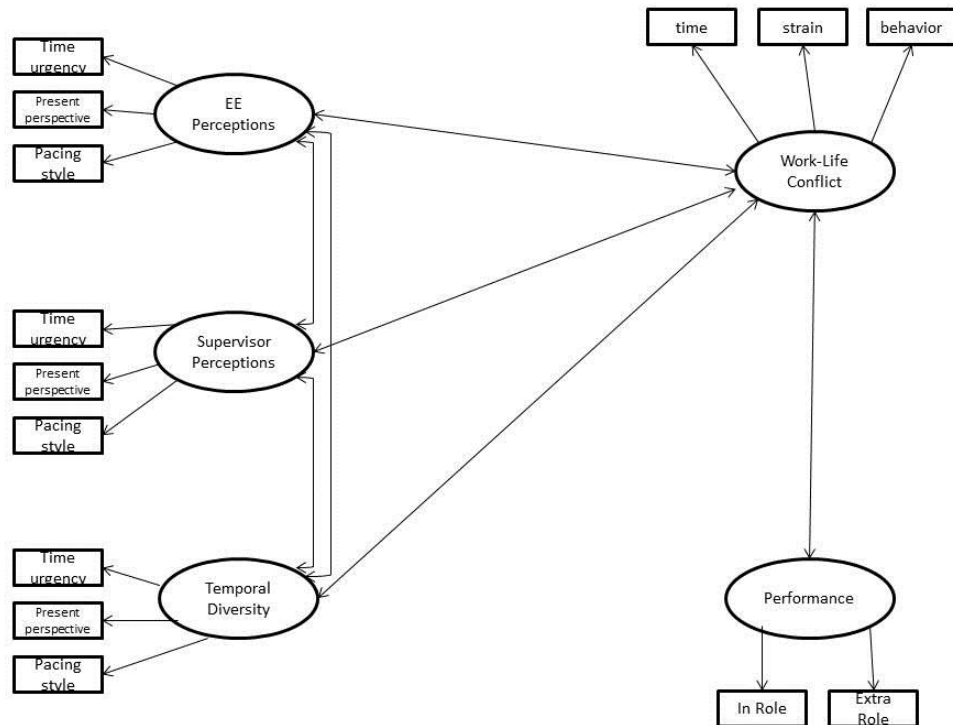 time
strain
behavior
Time
urgency
Present
perspective
Pacing
style
EE
Perceptions
Work-Life
Conflict
Time
urgency
Present
perspective
Pacing
style
Supervisor
Perceptions
Time
urgency
Present
perspective
Pacing
style
Temporal
Diversity
Performance
In Role
Extra
Role